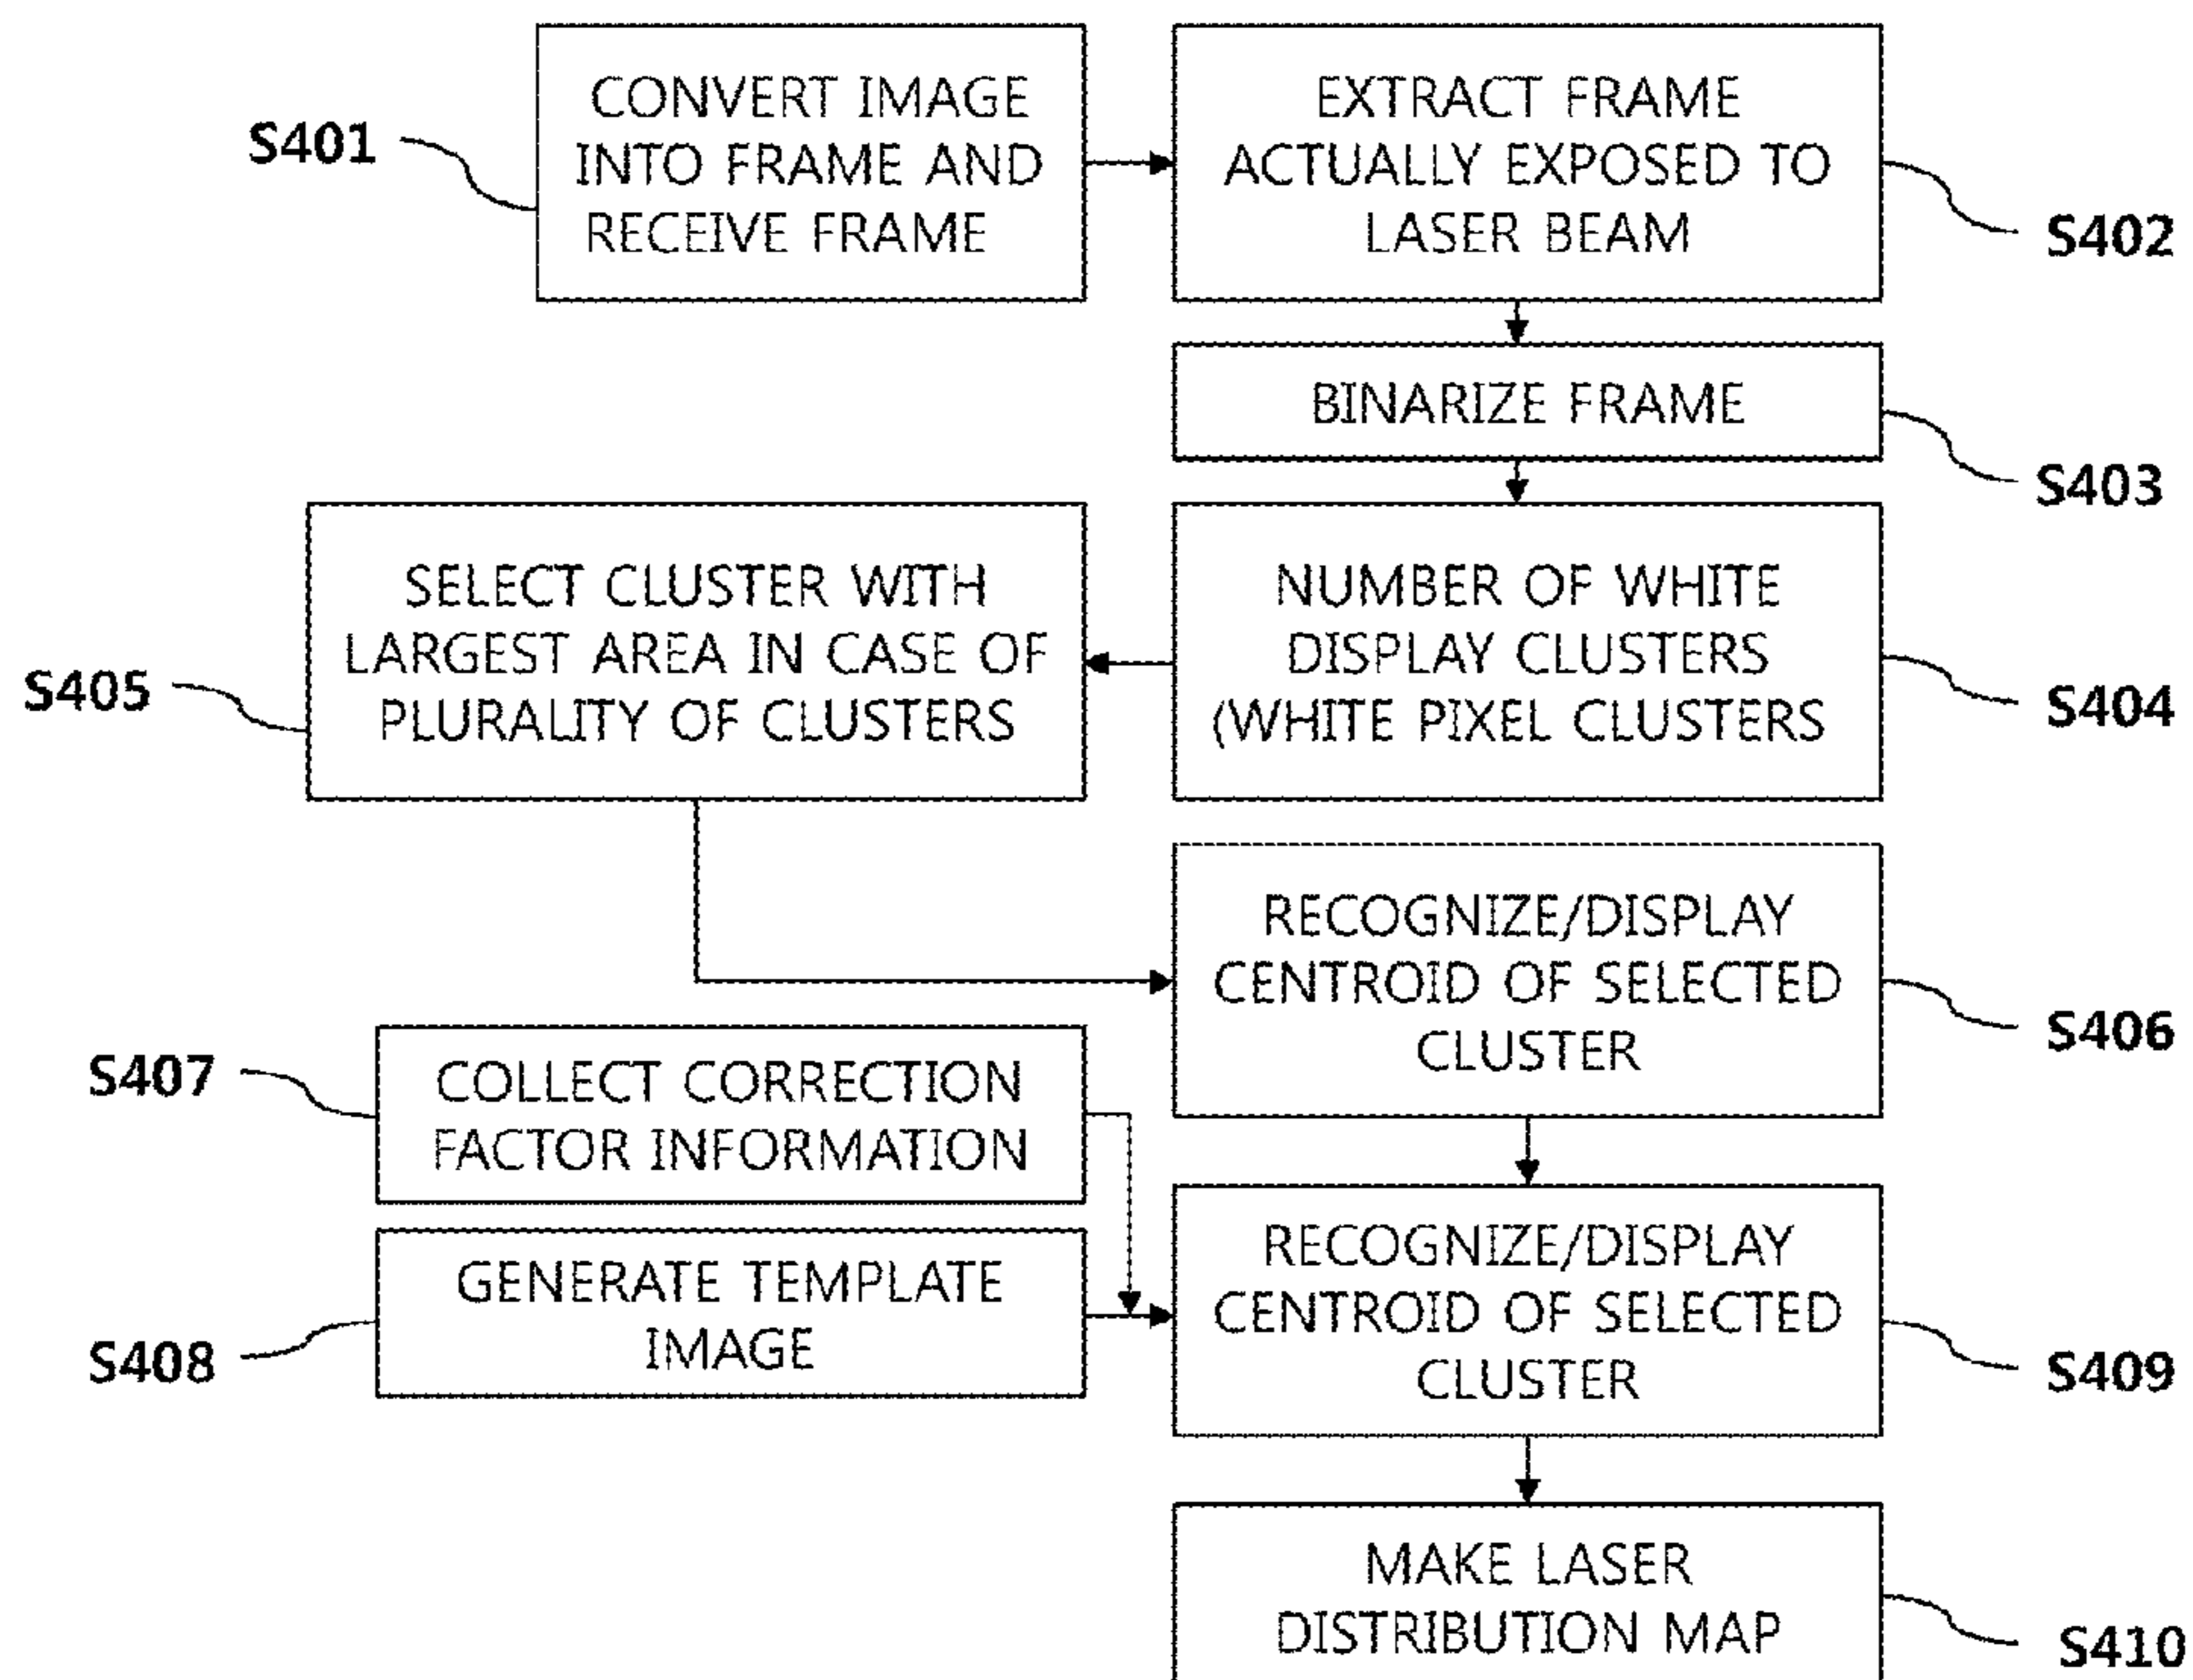 S401
CONVERT IMAGE
INTO FRAME AND
RECEIVE FRAME
EXTRACT FRAME
ACTUALLY EXPOSED TO
LASER BEAM
S402
BINARIZE FRAME
S403
NUMBER OF WHITE
DISPLAY CLUSTERS
(WHITE PIXEL CLUSTERS
S404
SELECT CLUSTER WITH
LARGEST AREA IN CASE OF
PLURALITY OF CLUSTERS
S405
RECOGNIZE/DISPLAY
CENTROID OF SELECTED
CLUSTER
S406
S407
COLLECT CORRECTION
FACTOR INFORMATION
S408
GENERATE TEMPLATE
IMAGE
RECOGNIZE/DISPLAY
CENTROID OF SELECTED
CLUSTER
S409
MAKE LASER
DISTRIBUTION MAP
S410